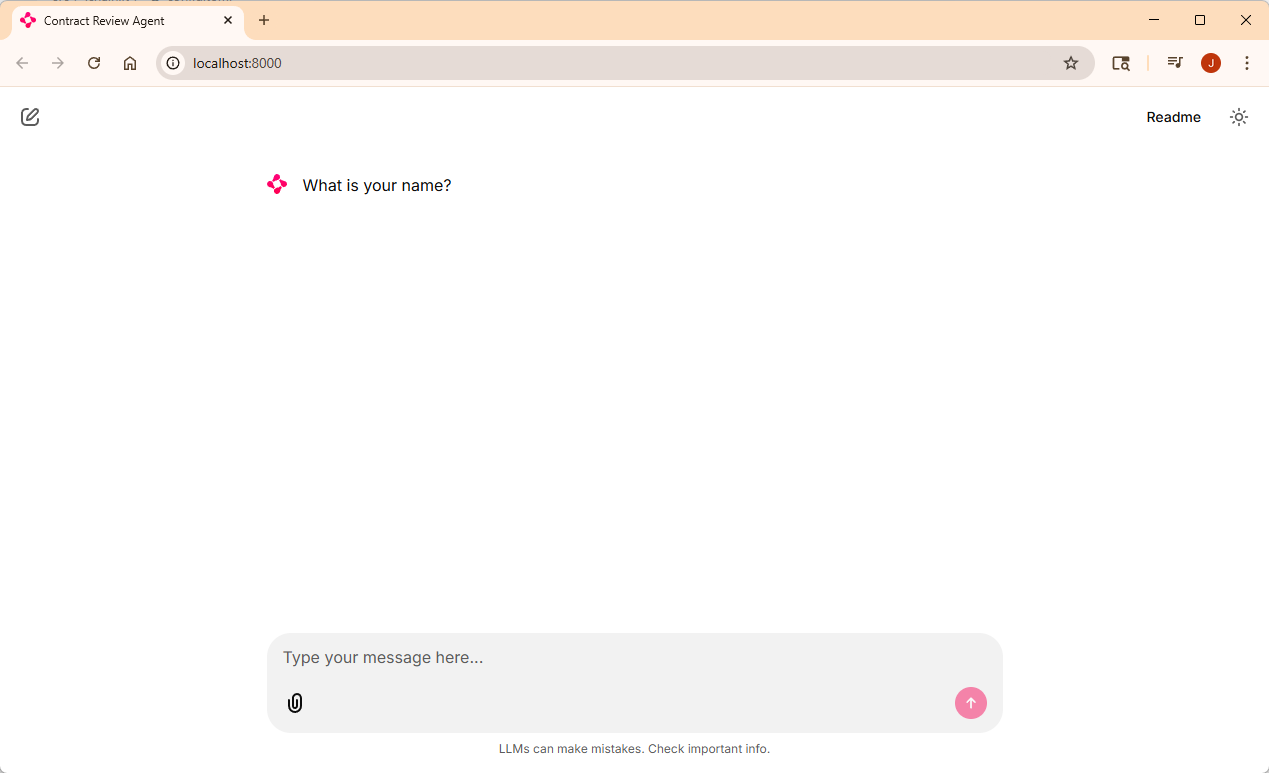 Contract Review Agent
localhost:8000
J
Readme
What is your name?
Type your message here...
LLMs can make mistakes. Check important info.